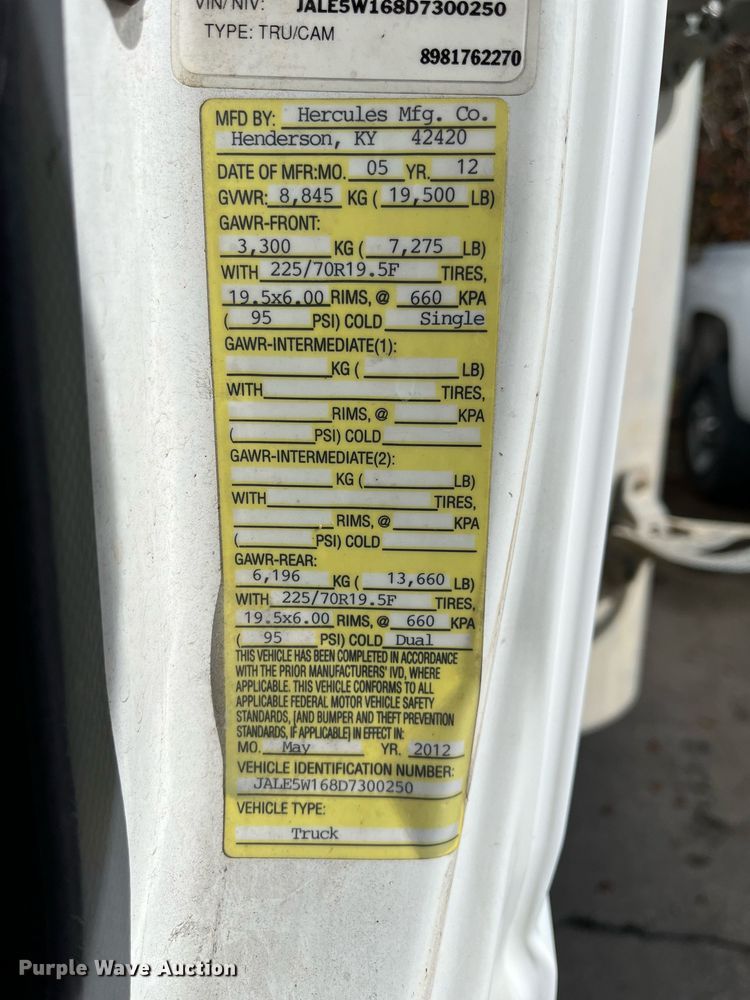 VIN/NIV: JALE5W168D7300250
TYPE: TRU/CAM
8981762270
MFD BY: Hercules Mfg. Co.
Henderson, KY 42420
DATE OF MFR:MO. 05 YR. 12
GVWR: 8,845 KG ( 19,500 LB)
GAWR-FRONT:
3,300 KG ( 7,275 LB)
WITH 225/70R19.5F TIRES,
19.5x6.00 RIMS, @ 660 KPA
( 95 PSI) COLD Single
GAWR-INTERMEDIATE(1):
KG ( LB)
WITH TIRES,
RIMS, @ KPA
( PSI) COLD
GAWR-INTERMEDIATE(2):
KG ( LB)
WITH TIRES,
RIMS, @ KPA
( PSI) COLD
GAWR-REAR:
6,196 KG ( 13,660 LB)
WITH 225/70R19.5F TIRES,
19.5x6.00 RIMS, @ 660 KPA
( 95 PSI) COLD Dual
THIS VEHICLE HAS BEEN COMPLETED IN ACCORDANCE
WITH THE PRIOR MANUFACTURERS' IVD, WHERE
APPLICABLE. THIS VEHICLE CONFORMS TO ALL
APPLICABLE FEDERAL MOTOR VEHICLE SAFETY
STANDARDS, [AND BUMPER AND THEFT PREVENTION
STANDARDS, IF APPLICABLE] IN EFFECT IN:
MO. May YR. 2012
VEHICLE IDENTIFICATION NUMBER:
JALE5W168D7300250
VEHICLE TYPE:
Truck
Purple Wave Auction